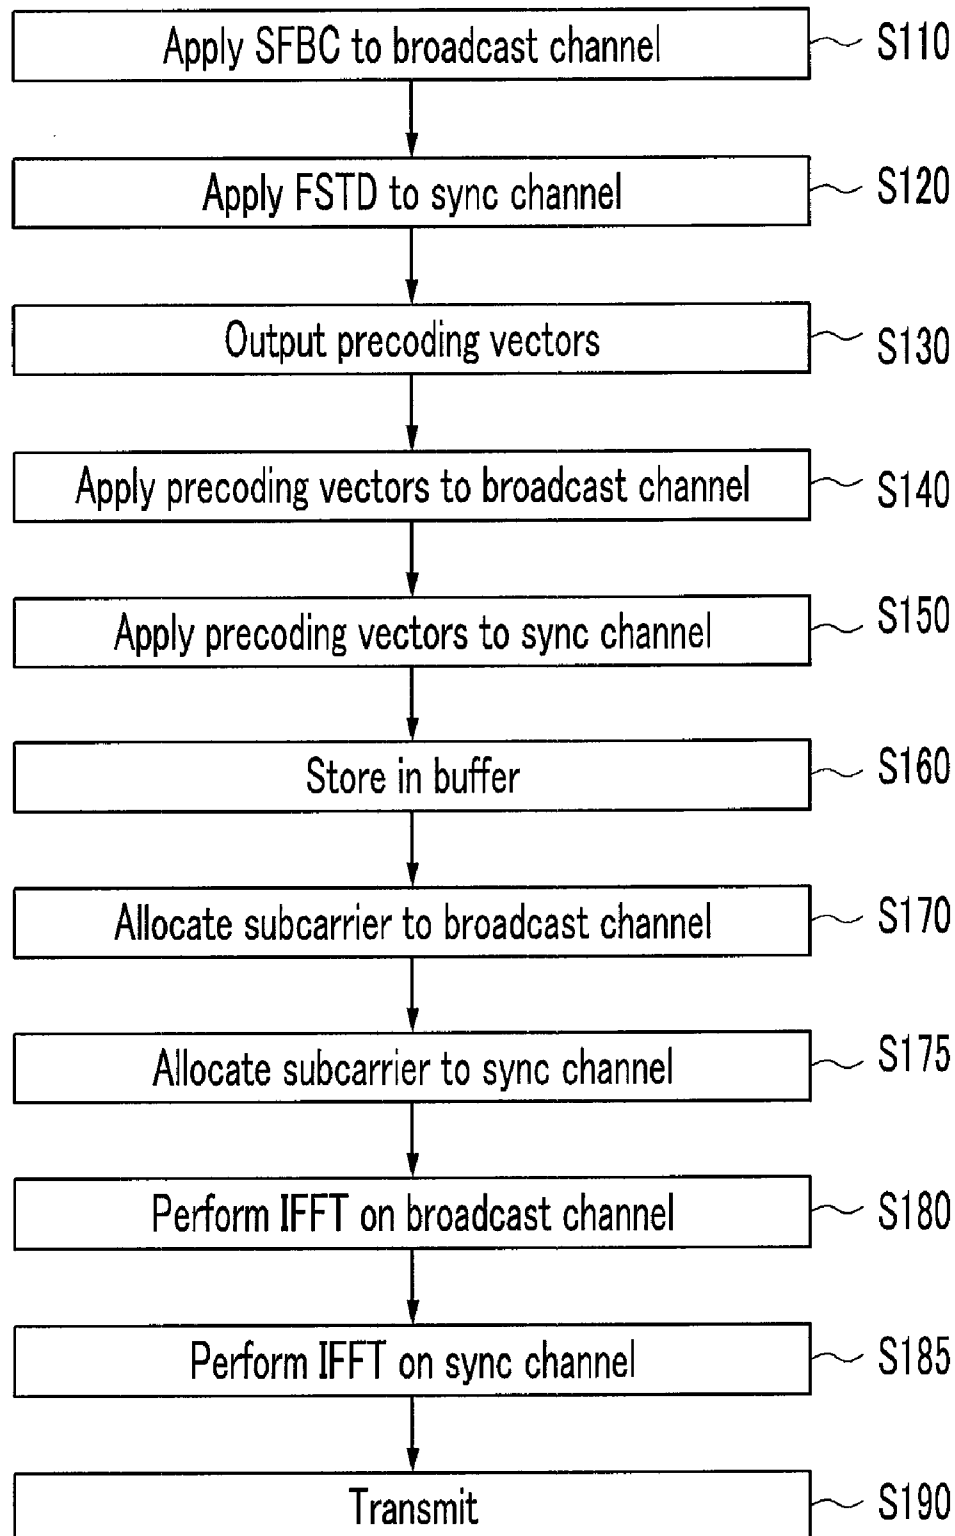 Apply SFBC to broadcast channel S110
Apply FSTD to sync channel S120
Output precoding vectors S130
Apply precoding vectors to broadcast channel S140
Apply precoding vectors to sync channel S150
Store in buffer S160
Allocate subcarrier to broadcast channel S170
Allocate subcarrier to sync channel S175
Perform IFFT on broadcast channel S180
Perform IFFT on sync channel S185
Transmit S190